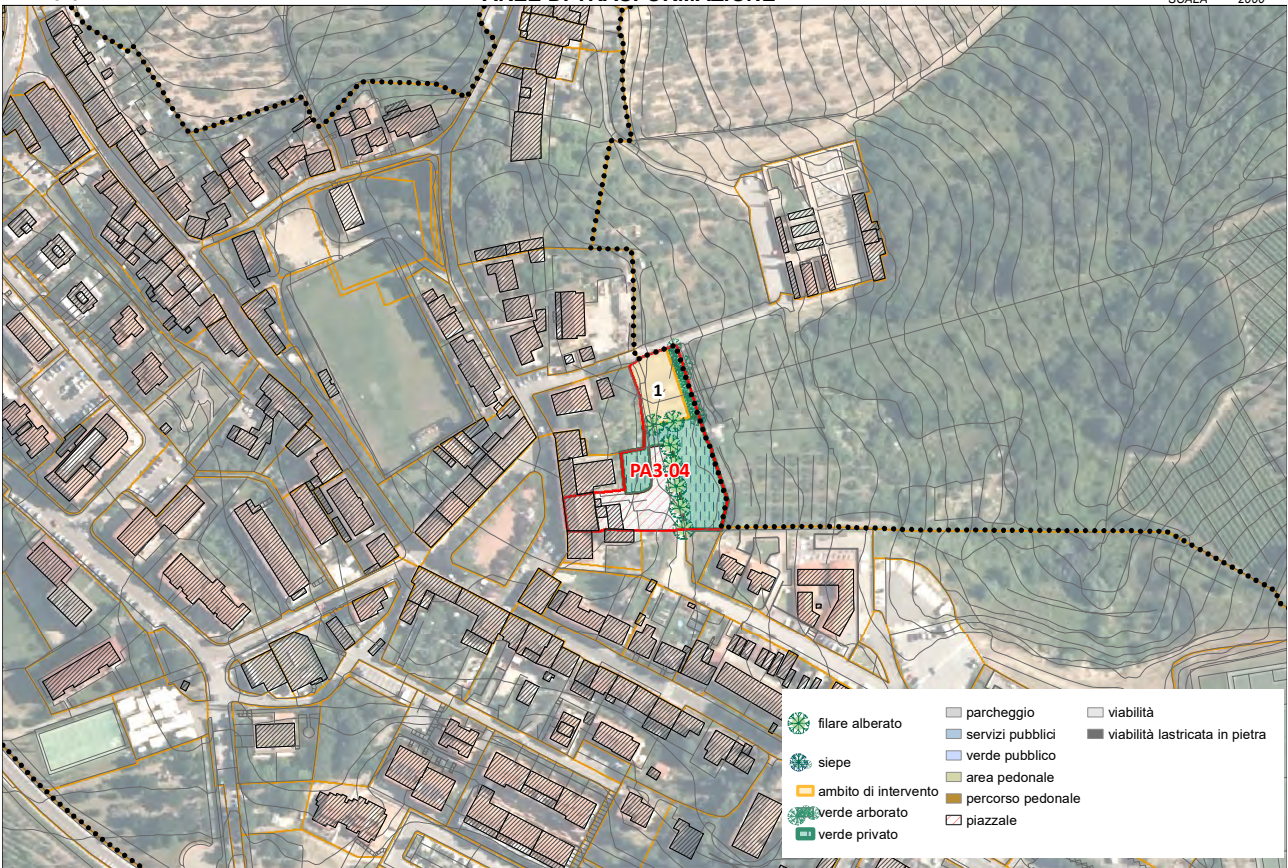 1
PA3.04
filare alberato
siepe
ambito di intervento
verde arborato
verde privato
parcheggio
servizi pubblici
verde pubblico
area pedonale
percorso pedonale
piazzale
viabilità
viabilità lastricata in pietra